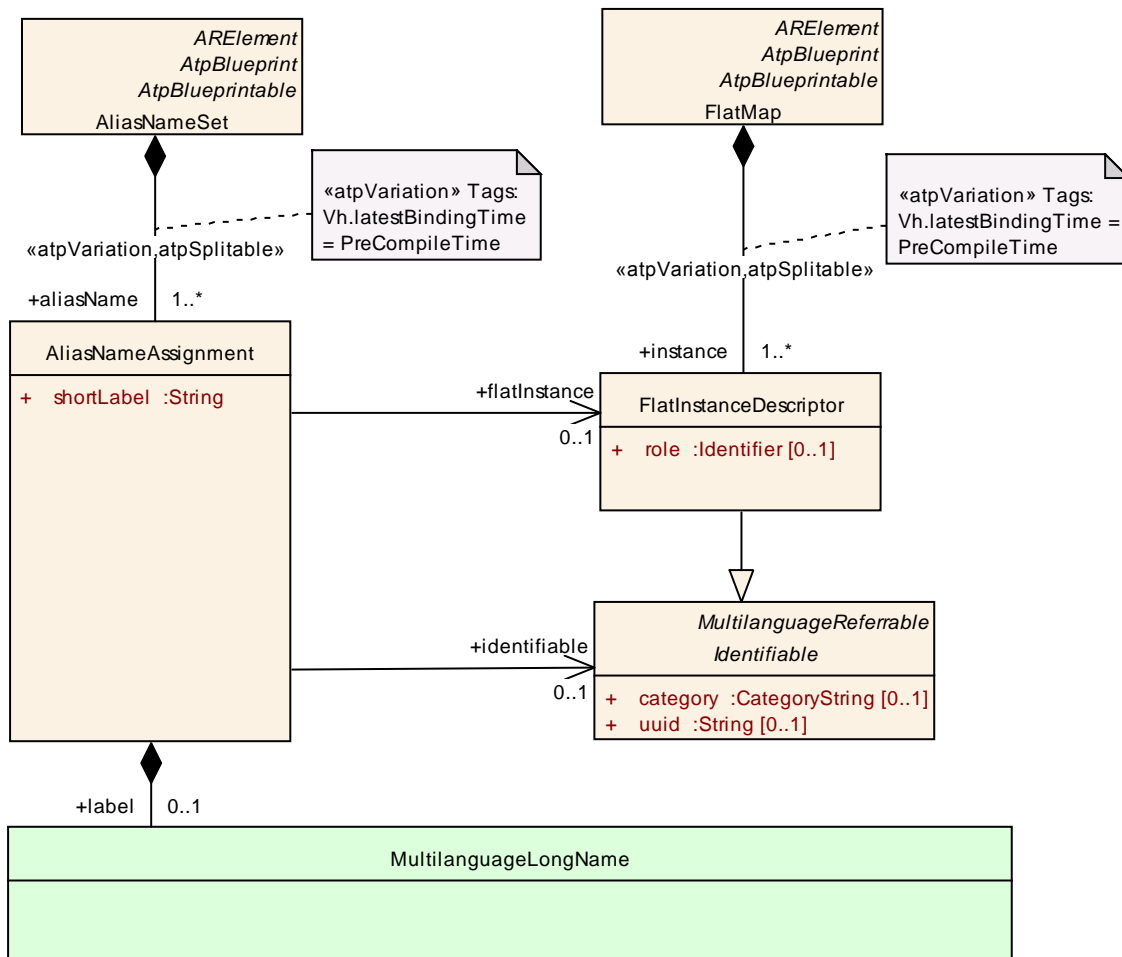 ARElement
AtpBlueprint
AtpBlueprintable
AliasNameSet
ARElement
AtpBlueprint
AtpBlueprintable
FlatMap
«atpVariation» Tags:
Vh.latestBindingTime
= PreCompileTime
«atpVariation» Tags:
Vh.latestBindingTime =
PreCompileTime
«atpVariation,atpSplitable»
«atpVariation,atpSplitable»
+aliasName 1..*
+instance 1..*
AliasNameAssignment
+ shortLabel :String
+flatInstance
0..1
FlatInstanceDescriptor
+ role :Identifier [0..1]
+identifiable
0..1
MultilanguageReferrable
Identifiable
+ category :CategoryString [0..1]
+ uuid :String [0..1]
+label 0..1
MultilanguageLongName